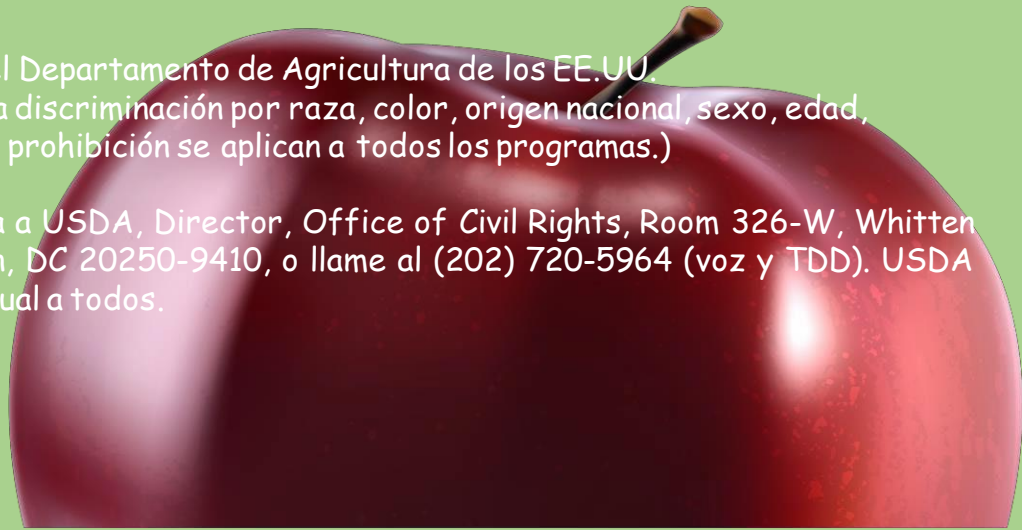 l Departamento de Agricultura de los EE.UU.
a discriminación por raza, color, origen nacional, sexo, edad,
prohibición se aplican a todos los programas.)
a a USDA, Director, Office of Civil Rights, Room 326-W, Whitten
n, DC 20250-9410, o llame al (202) 720-5964 (voz y TDD). USDA
ual a todos.